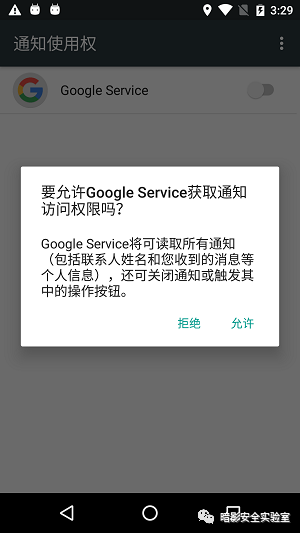 3:29
通知使用权
Google Service
要允许Google Service获取通知
访问权限吗？
Google Service将可读取所有通知
（包括联系人姓名和您收到的消息等
个人信息），还可关闭通知或触发其
中的操作按钮。
拒绝 允许
暗影安全实验室